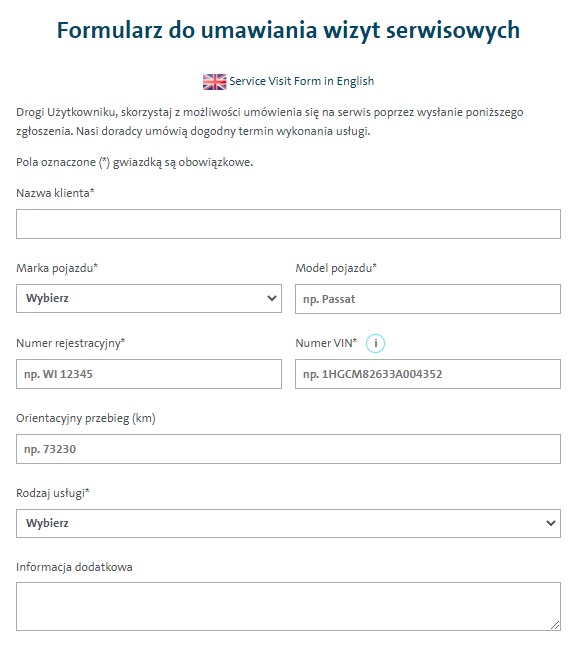 Formularz do umawiania wizyt serwisowych
Service Visit Form in English
Drogi Użytkowniku, skorzystaj z możliwości umówienia się na serwis poprzez wysłanie poniższego
zgłoszenia. Nasi doradcy umówią dogodny termin wykonania usługi.
Pola oznaczone (*) gwiazdką są obowiązkowe.
Nazwa klienta*
Marka pojazdu*
Model pojazdu*
Wybierz
np. Passat
Numer rejestracyjny*
Numer VIN* i
np. WI 12345
np. 1HGCM82633A004352
Orientacyjny przebieg (km)
np. 73230
Rodzaj usługi*
Wybierz
Informacja dodatkowa